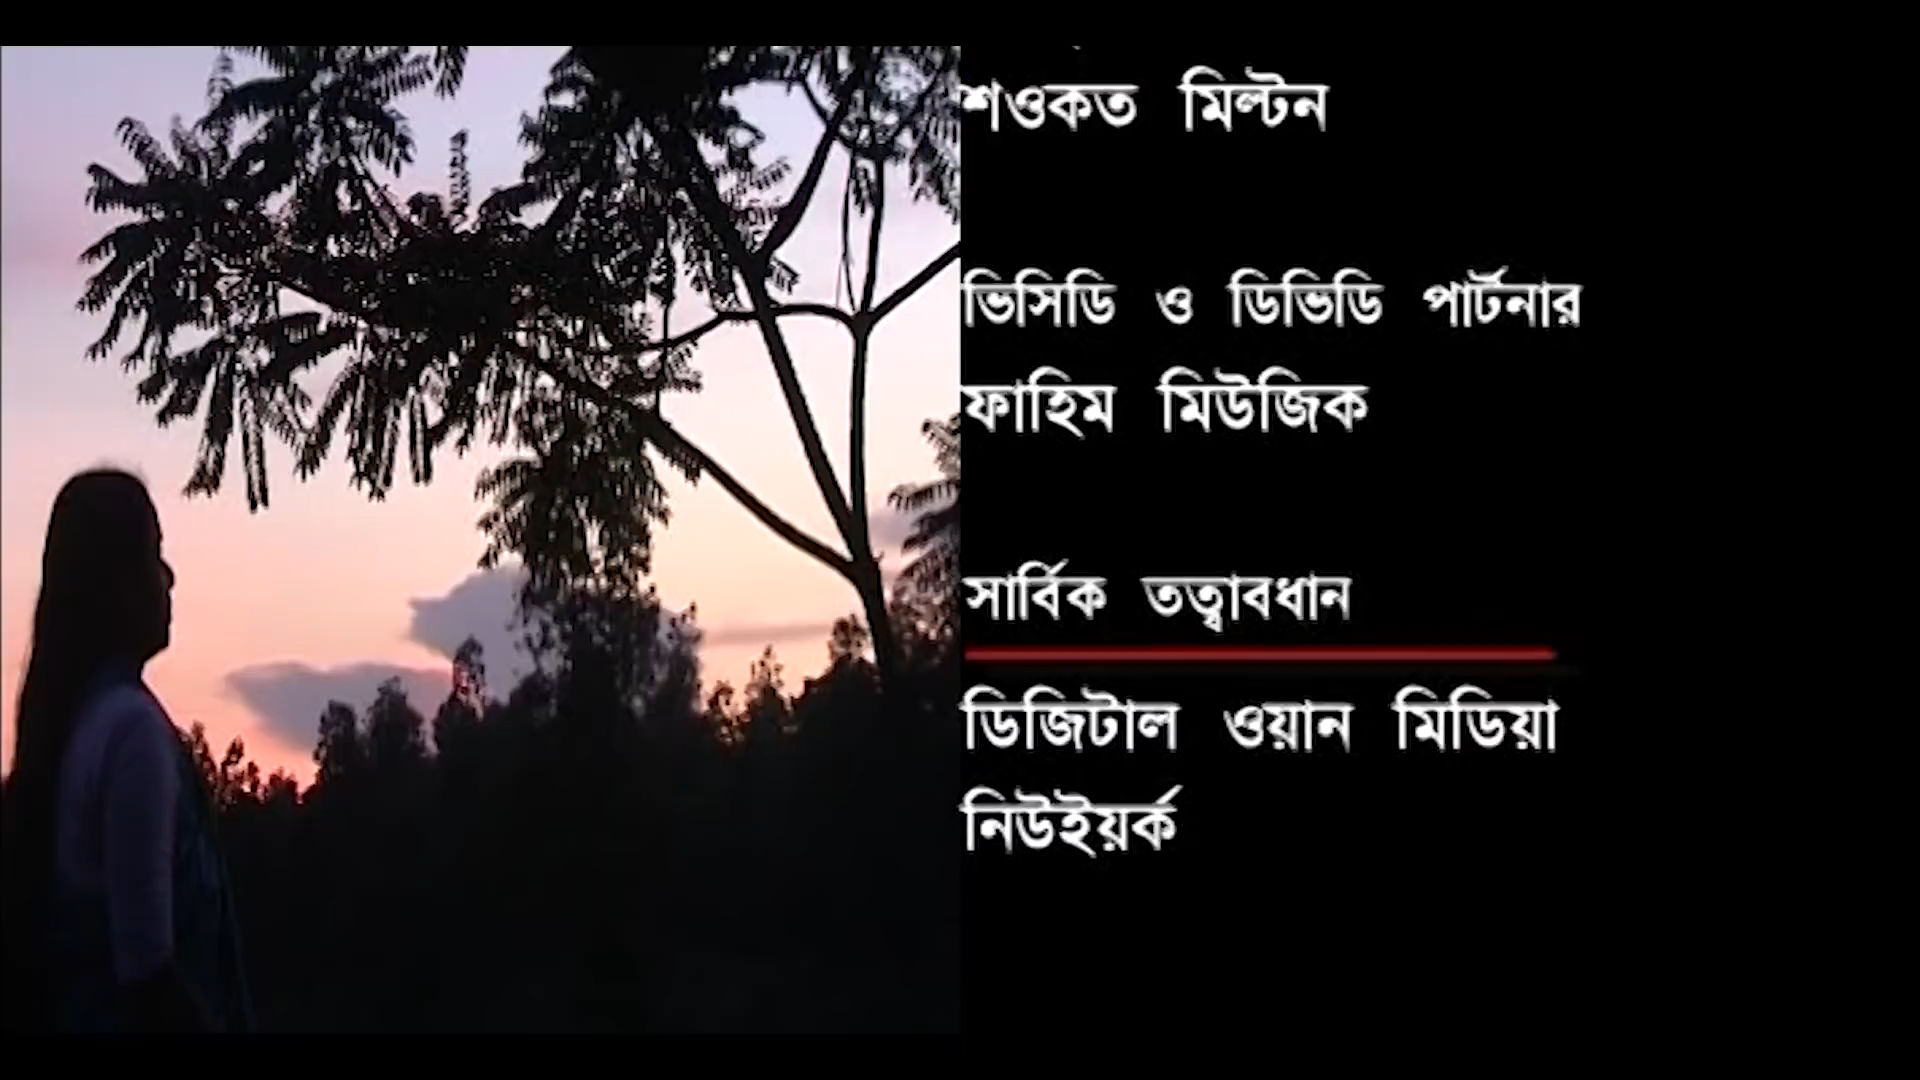 শওকত মিল্টন
ভিসিডি ও ডিভিডি পার্টনার
ফাহিম মিউজিক
সার্বিক তত্ত্বাবধান
ডিজিটাল ওয়ান মিডিয়া
নিউইয়র্ক